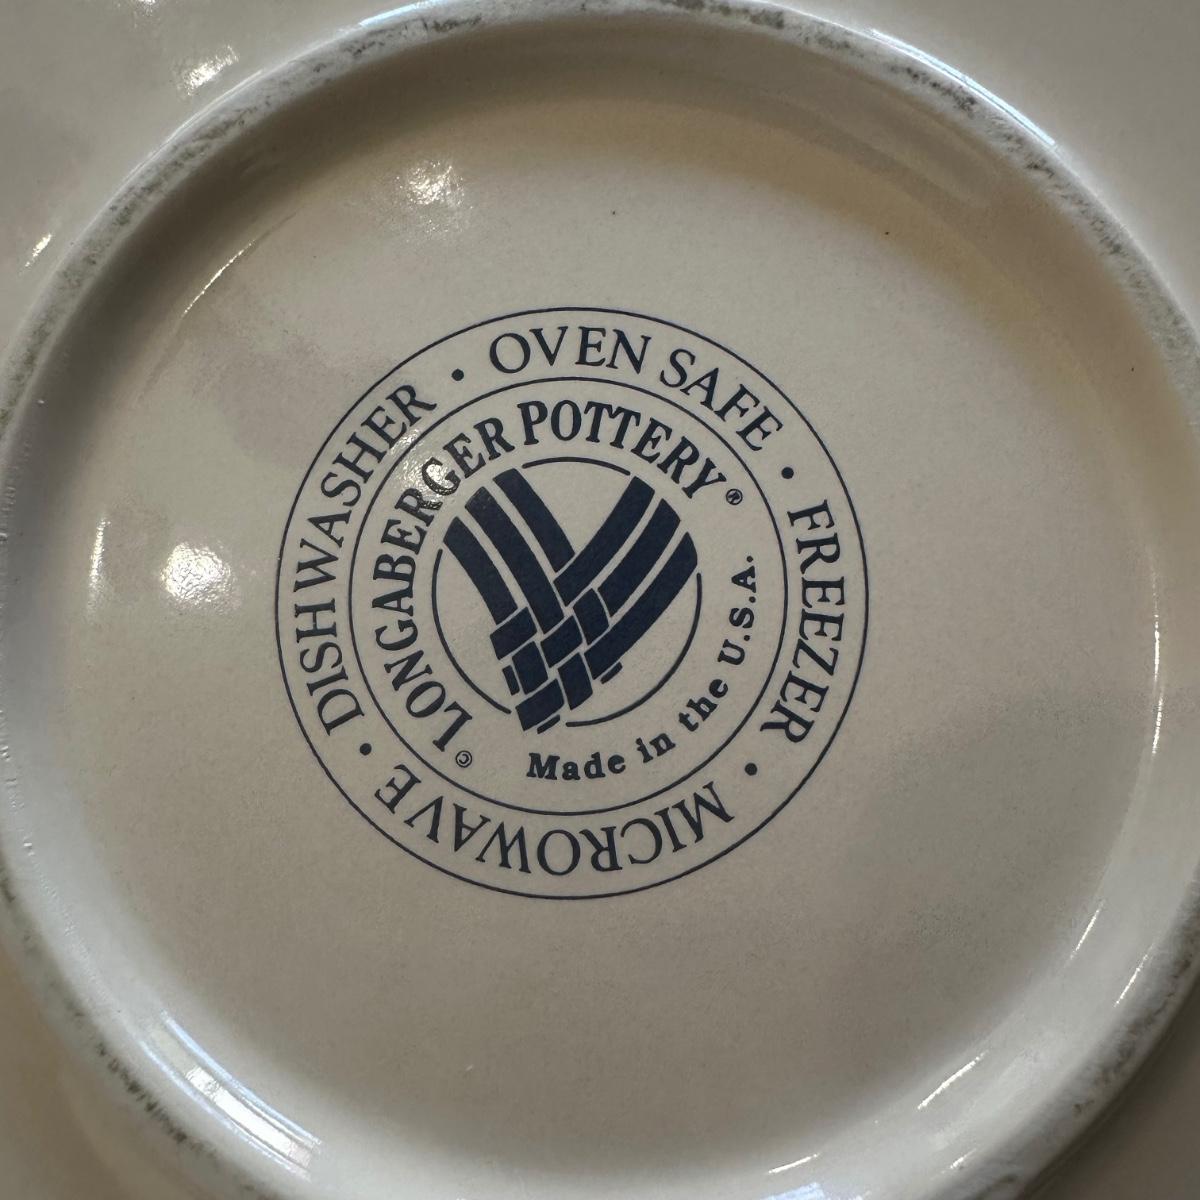 DISHWASHER • OVEN SAFE • FREEZER • MICROWAVE •
© LONGABERGER POTTERY®
Made in the U.S.A.